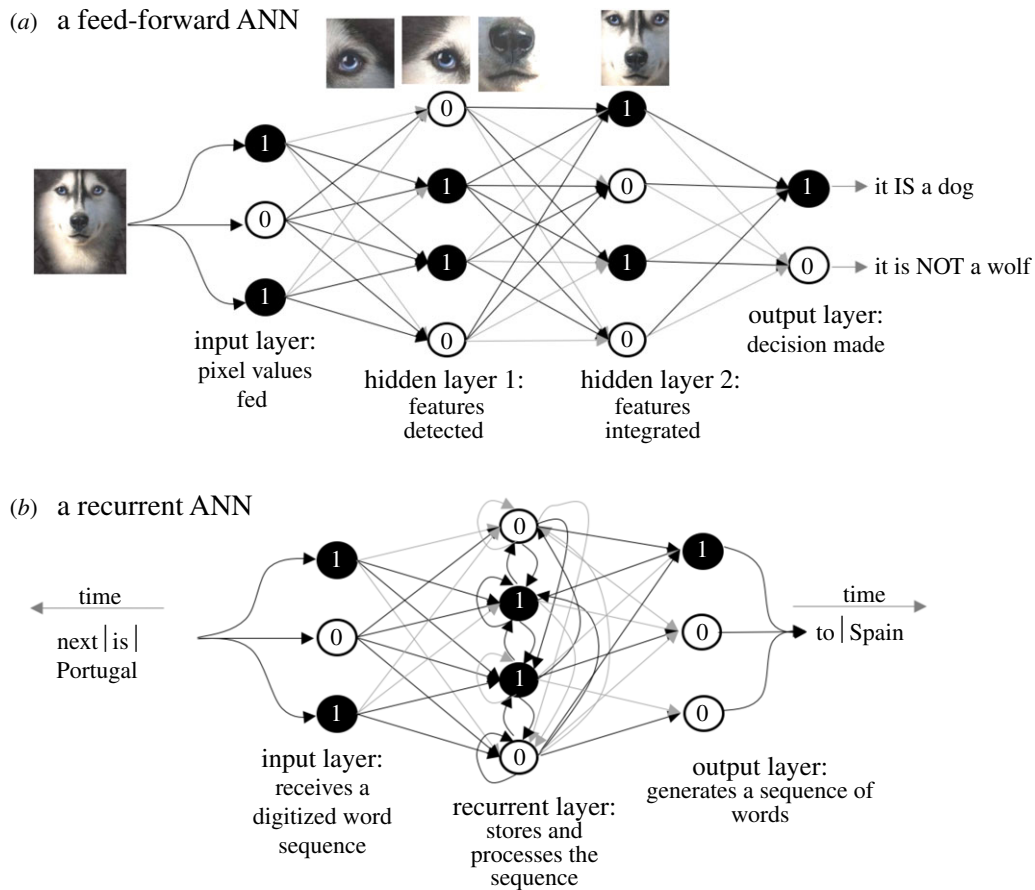 (a) a feed-forward ANN
0
1
1
1
0
0
1
it IS a dog
0
1
1
0
it is NOT a wolf
1
0
0
input layer:
pixel values
fed
hidden layer 1:
features
detected
hidden layer 2:
features
integrated
output layer:
decision made
(b) a recurrent ANN
0
1
1
1
0
0
1
1
0
0
time
next | is |
Portugal
time
to | Spain
input layer:
receives a
digitized word
sequence
recurrent layer:
stores and
processes the
sequence
output layer:
generates a sequence of
words